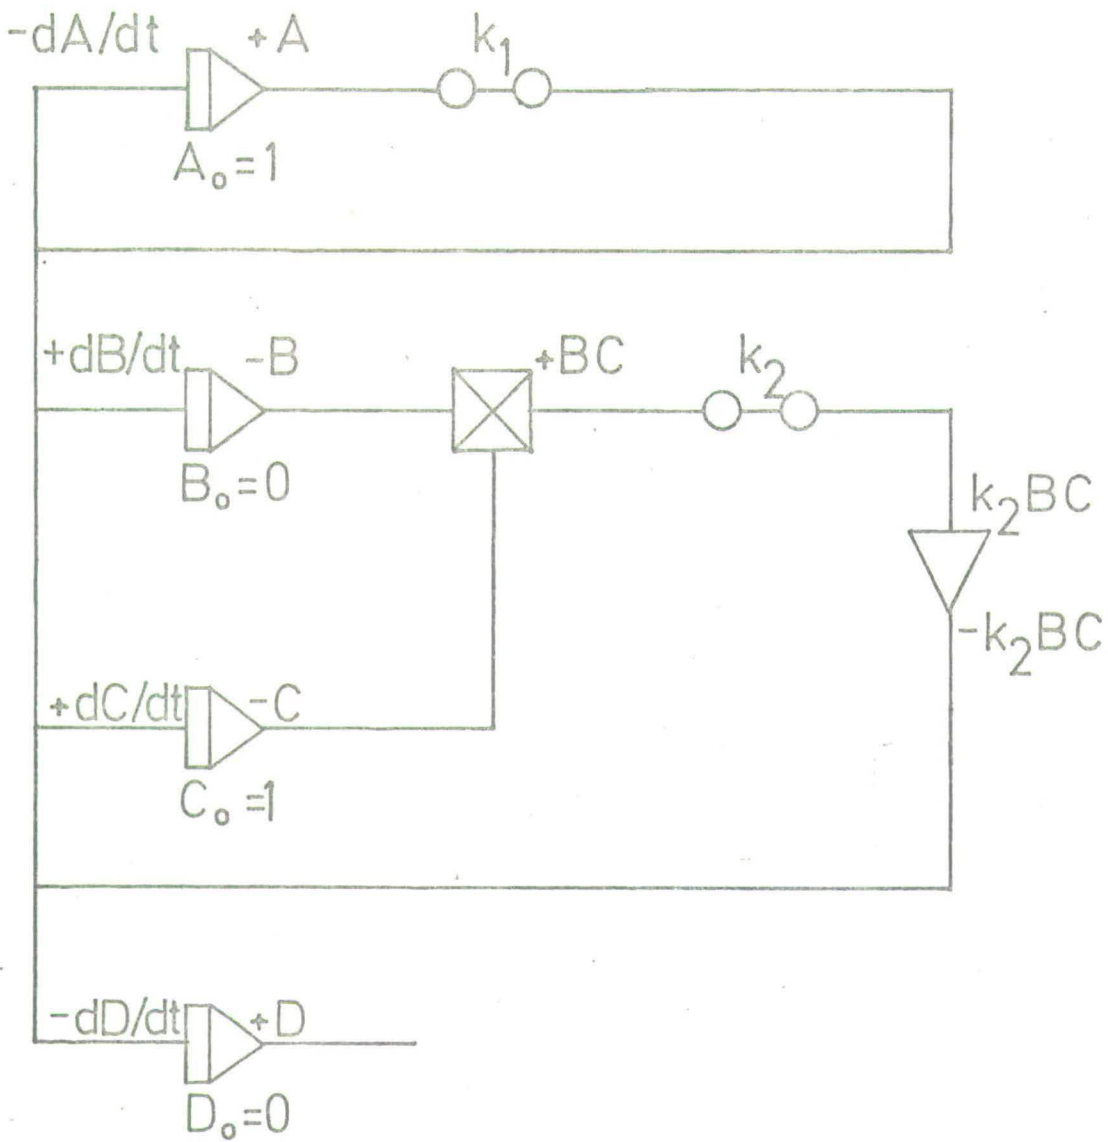 -dA/dt +A k₁
A₀=1
+dB/dt -B +BC k₂
B₀=0
k₂BC
-k₂BC
+dC/dt -C
C₀=1
-dD/dt +D
D₀=0